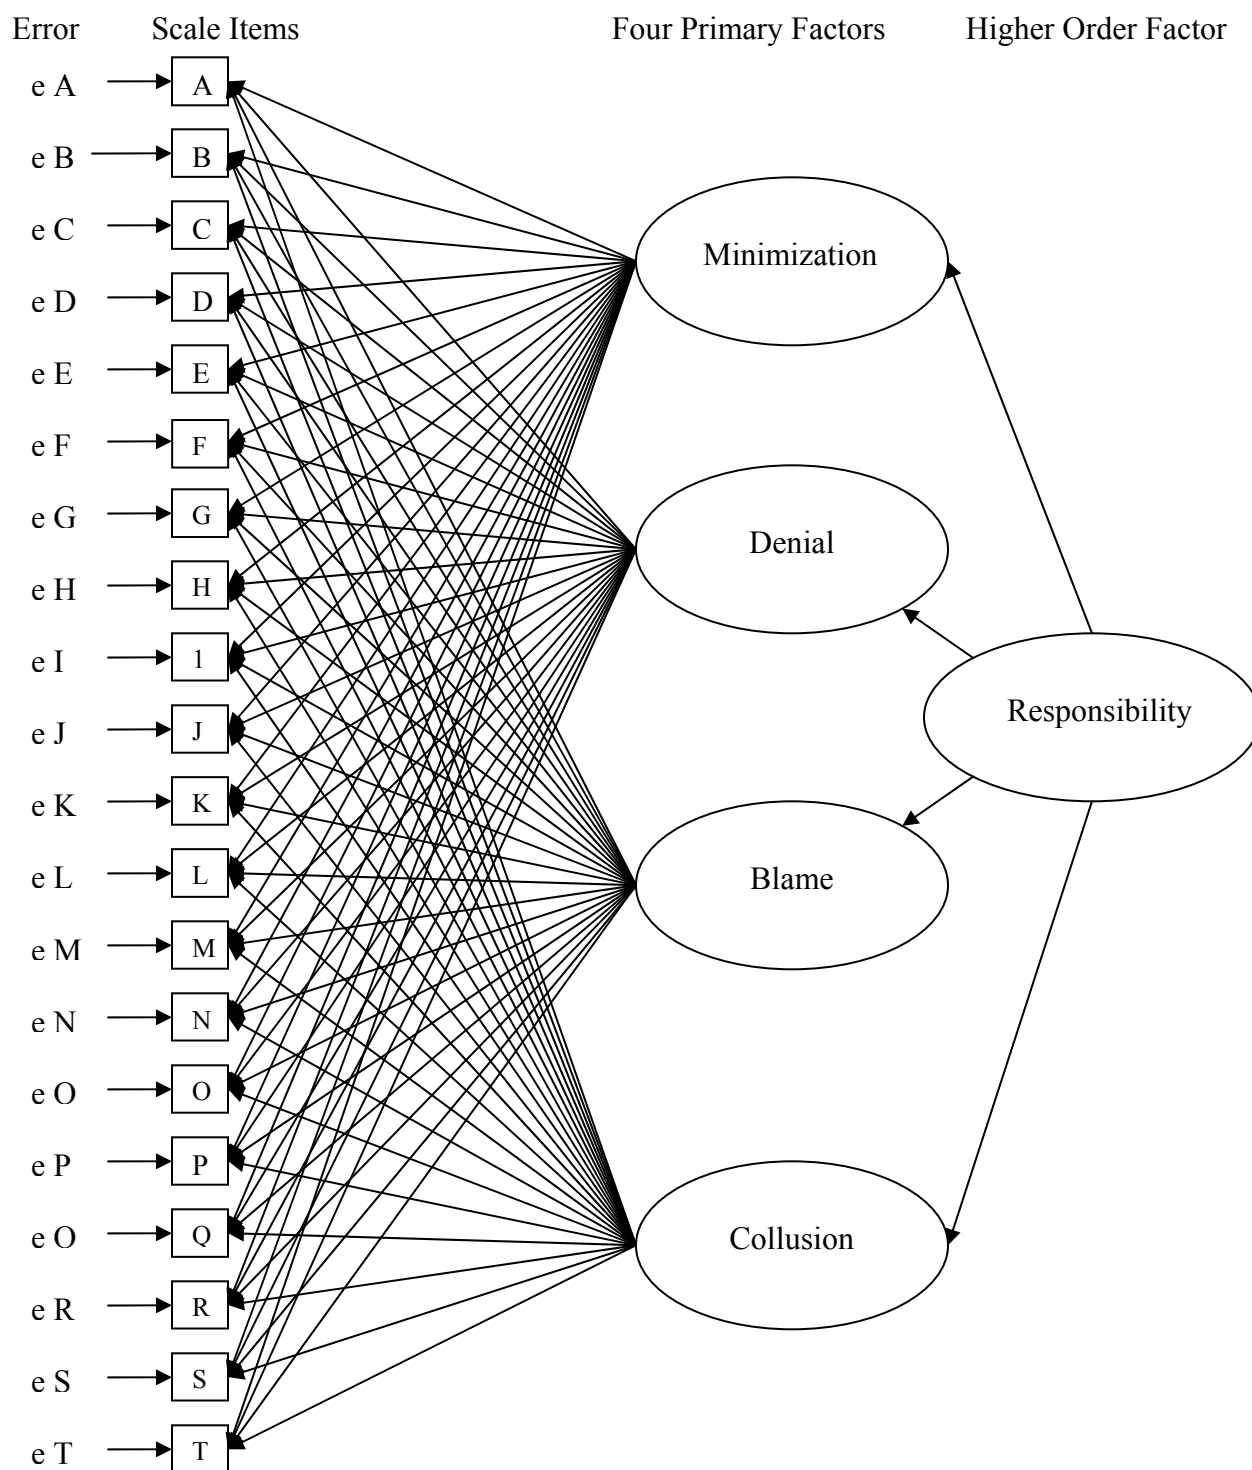 Error Scale Items Four Primary Factors Higher Order Factor
e A A
e B B
e C C
e D D
e E E
e F F
e G G
e H H
e I 1
e J J
e K K
e L L
e M M
e N N
e O O
e P P
e O Q
e R R
e S S
e T T
Minimization
Denial
Responsibility
Blame
Collusion